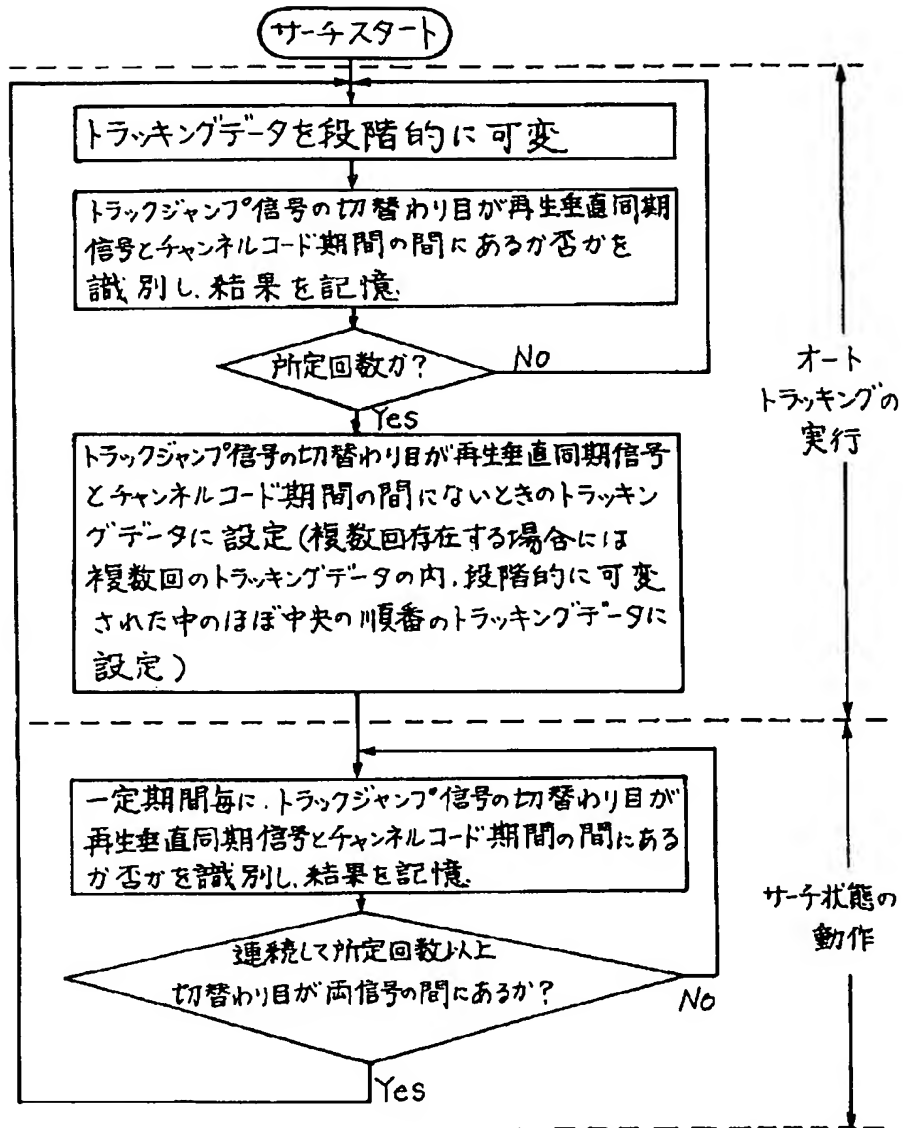 サーチスタート
トラッキングデータを段階的に可変
トラックジャンプ信号の切替わり目が再生垂直同期
信号とチャンネルコード期間の間にあるか否かを
識別し、結果を記憶.
所定回数か?
No
Yes
トラックジャンプ信号の切替わり目が再生垂直同期信号
とチャンネルコード期間の間にないときのトラッキン
グデータに設定(複数回存在する場合には
複数回のトラッキングデータの内、段階的に可変
された中のほぼ中央の順番のトラッキングデータに
設定)
オート
トラッキングの
実行
一定期間毎に、トラックジャンプ信号の切替わり目が
再生垂直同期信号とチャンネルコード期間の間にある
か否かを識別し、結果を記憶.
連続して所定回数以上
切替わり目が両信号の間にあるか?
No
Yes
サーチ状態の
動作